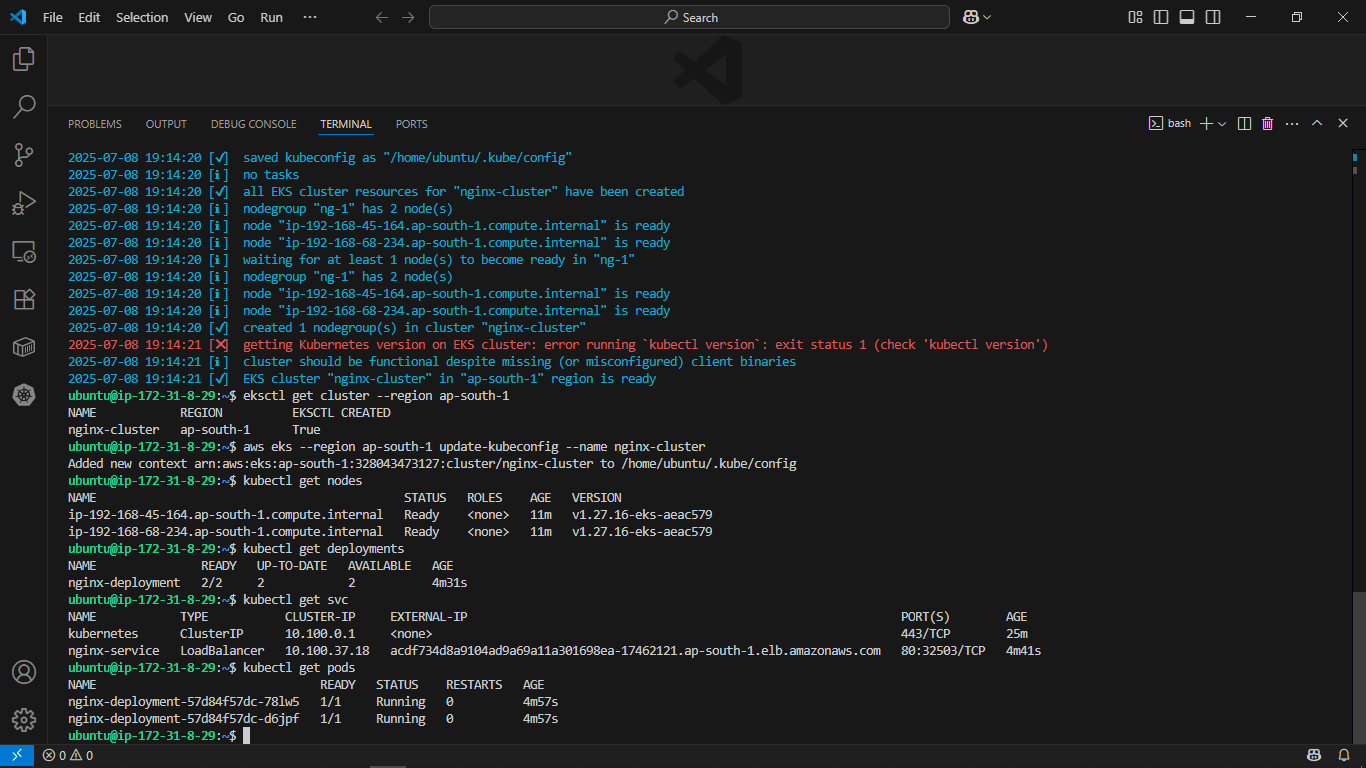 File Edit Selection View Go Run ··· Search
PROBLEMS OUTPUT DEBUG CONSOLE TERMINAL PORTS bash
2025-07-08 19:14:20 [✔]  saved kubeconfig as "/home/ubuntu/.kube/config"
2025-07-08 19:14:20 [ℹ]  no tasks
2025-07-08 19:14:20 [✔]  all EKS cluster resources for "nginx-cluster" have been created
2025-07-08 19:14:20 [ℹ]  nodegroup "ng-1" has 2 node(s)
2025-07-08 19:14:20 [ℹ]  node "ip-192-168-45-164.ap-south-1.compute.internal" is ready
2025-07-08 19:14:20 [ℹ]  node "ip-192-168-68-234.ap-south-1.compute.internal" is ready
2025-07-08 19:14:20 [ℹ]  waiting for at least 1 node(s) to become ready in "ng-1"
2025-07-08 19:14:20 [ℹ]  nodegroup "ng-1" has 2 node(s)
2025-07-08 19:14:20 [ℹ]  node "ip-192-168-45-164.ap-south-1.compute.internal" is ready
2025-07-08 19:14:20 [ℹ]  node "ip-192-168-68-234.ap-south-1.compute.internal" is ready
2025-07-08 19:14:20 [✔]  created 1 nodegroup(s) in cluster "nginx-cluster"
2025-07-08 19:14:21 [✖]  getting Kubernetes version on EKS cluster: error running `kubectl version`: exit status 1 (check 'kubectl version')
2025-07-08 19:14:21 [ℹ]  cluster should be functional despite missing (or misconfigured) client binaries
2025-07-08 19:14:21 [✔]  EKS cluster "nginx-cluster" in "ap-south-1" region is ready
ubuntu@ip-172-31-8-29:~$ eksctl get cluster --region ap-south-1
NAME            REGION          EKSCTL CREATED
nginx-cluster   ap-south-1      True
ubuntu@ip-172-31-8-29:~$ aws eks --region ap-south-1 update-kubeconfig --name nginx-cluster
Added new context arn:aws:eks:ap-south-1:328043473127:cluster/nginx-cluster to /home/ubuntu/.kube/config
ubuntu@ip-172-31-8-29:~$ kubectl get nodes
NAME                                            STATUS   ROLES    AGE   VERSION
ip-192-168-45-164.ap-south-1.compute.internal   Ready    <none>   11m   v1.27.16-eks-aeac579
ip-192-168-68-234.ap-south-1.compute.internal   Ready    <none>   11m   v1.27.16-eks-aeac579
ubuntu@ip-172-31-8-29:~$ kubectl get deployments
NAME               READY   UP-TO-DATE   AVAILABLE   AGE
nginx-deployment   2/2     2            2           4m31s
ubuntu@ip-172-31-8-29:~$ kubectl get svc
NAME            TYPE           CLUSTER-IP     EXTERNAL-IP                                                              PORT(S)        AGE
kubernetes      ClusterIP      10.100.0.1     <none>                                                                   443/TCP        25m
nginx-service   LoadBalancer   10.100.37.18   acdf734d8a9104ad9a69a11a301698ea-17462121.ap-south-1.elb.amazonaws.com   80:32503/TCP   4m41s
ubuntu@ip-172-31-8-29:~$ kubectl get pods
NAME                                READY   STATUS    RESTARTS   AGE
nginx-deployment-57d84f57dc-78lw5   1/1     Running   0          4m57s
nginx-deployment-57d84f57dc-d6jpf   1/1     Running   0          4m57s
ubuntu@ip-172-31-8-29:~$
0 0